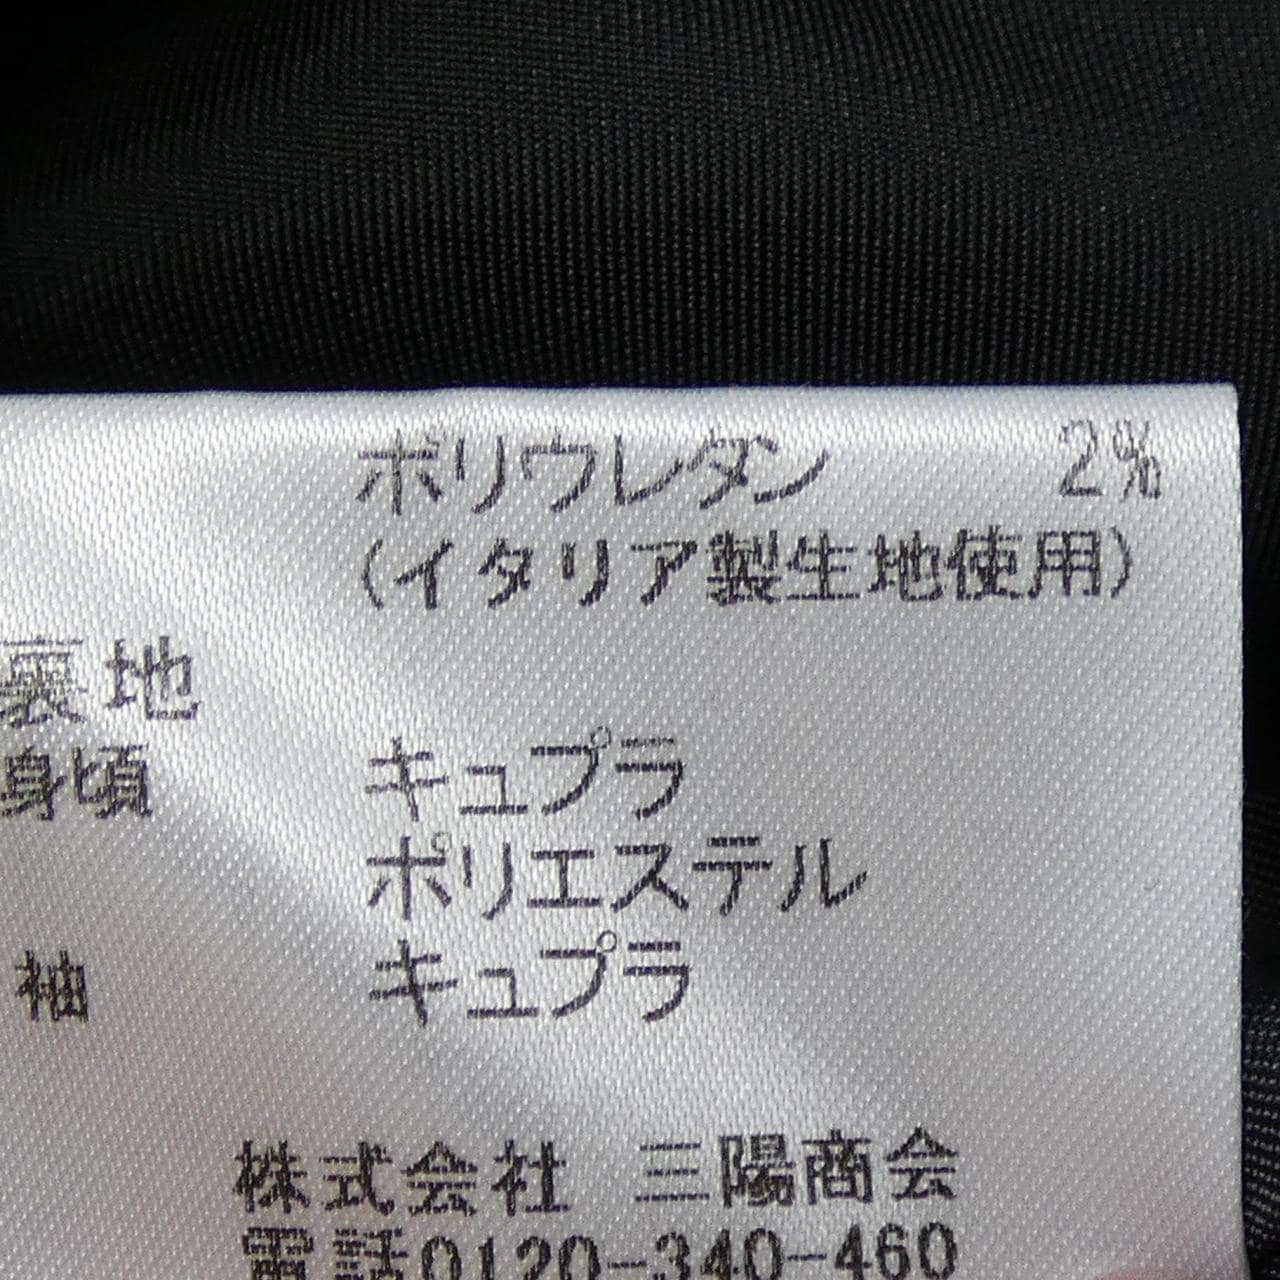 ポリウレタン 2%
(イタリア製生地使用)
裏地
身頃 キュプラ
ポリエステル
袖 キュプラ
株式会社 三陽商会
電話0120-340-460